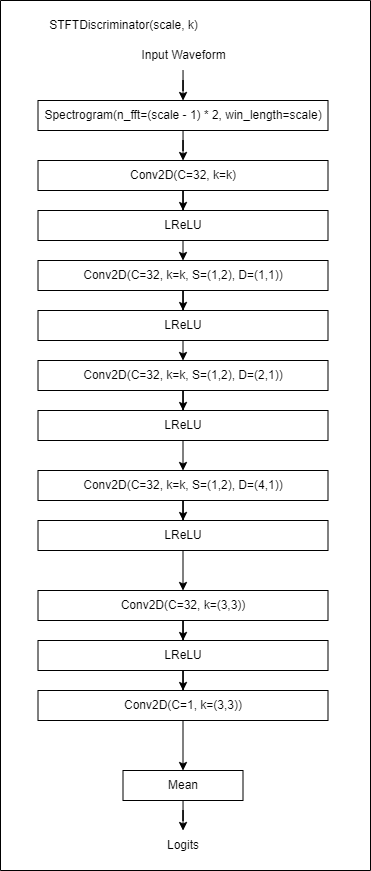 STFTDiscriminator(scale, k)
Input Waveform
Spectrogram(n_fft=(scale - 1) * 2, win_length=scale)
Conv2D(C=32, k=k)
LReLU
Conv2D(C=32, k=k, S=(1,2), D=(1,1))
LReLU
Conv2D(C=32, k=k, S=(1,2), D=(2,1))
LReLU
Conv2D(C=32, k=k, S=(1,2), D=(4,1))
LReLU
Conv2D(C=32, k=(3,3))
LReLU
Conv2D(C=1, k=(3,3))
Mean
Logits